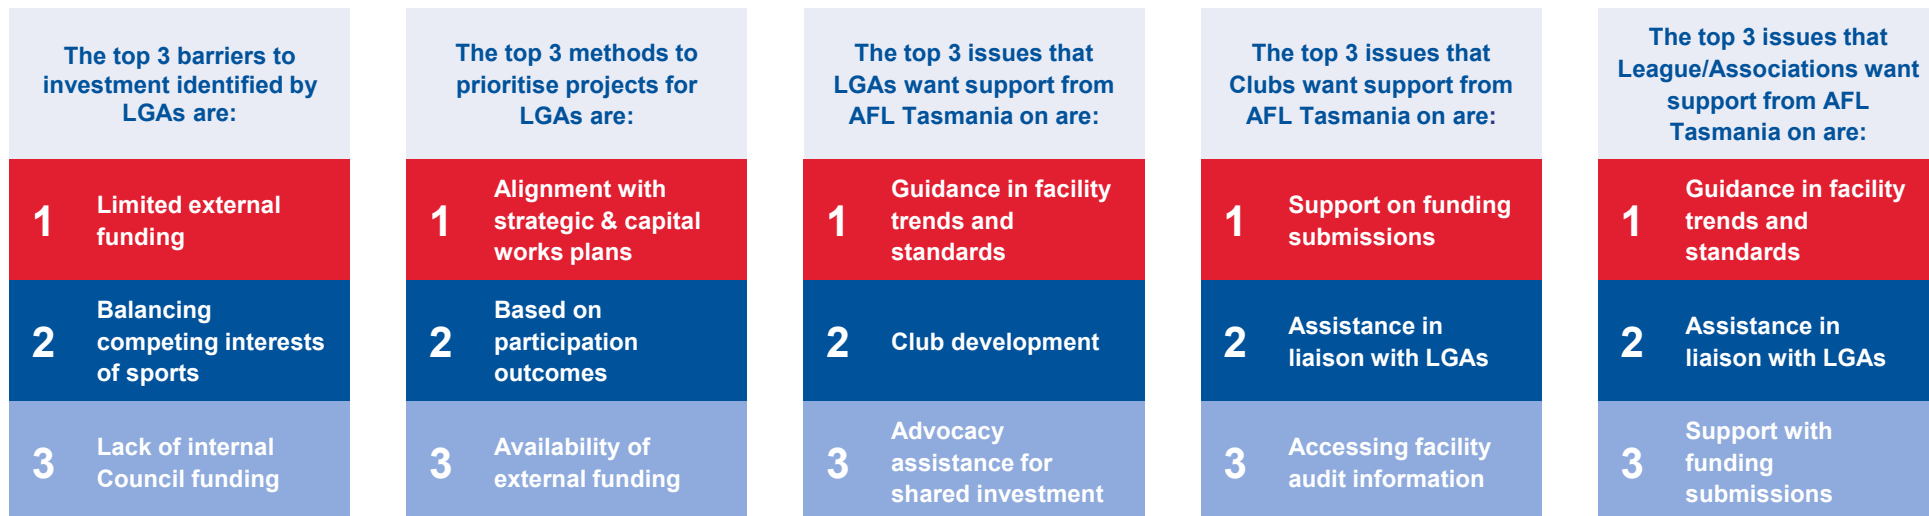 The top 3 barriers to
investment identified by
LGAs are:
1
Limited external
funding
2
Balancing
competing interests
of sports
3
Lack of internal
Council funding
The top 3 methods to
prioritise projects for
LGAs are:
1
Alignment with
strategic & capital
works plans
2
Based on
participation
outcomes
3
Availability of
external funding
The top 3 issues that
LGAs want support from
AFL Tasmania on are:
1
Guidance in facility
trends and
standards
2
Club development
3
Advocacy
assistance for
shared investment
The top 3 issues that
Clubs want support from
AFL Tasmania on are:
1
Support on funding
submissions
2
Assistance in
liaison with LGAs
3
Accessing facility
audit information
The top 3 issues that
League/Associations want
support from AFL
Tasmania on are:
1
Guidance in facility
trends and
standards
2
Assistance in
liaison with LGAs
3
Support with
funding
submissions